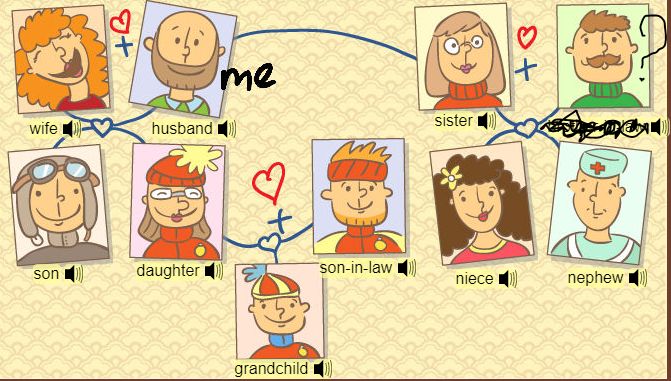 ?
me
wife husband sister
son daughter son-in-law niece nephew
grandchild